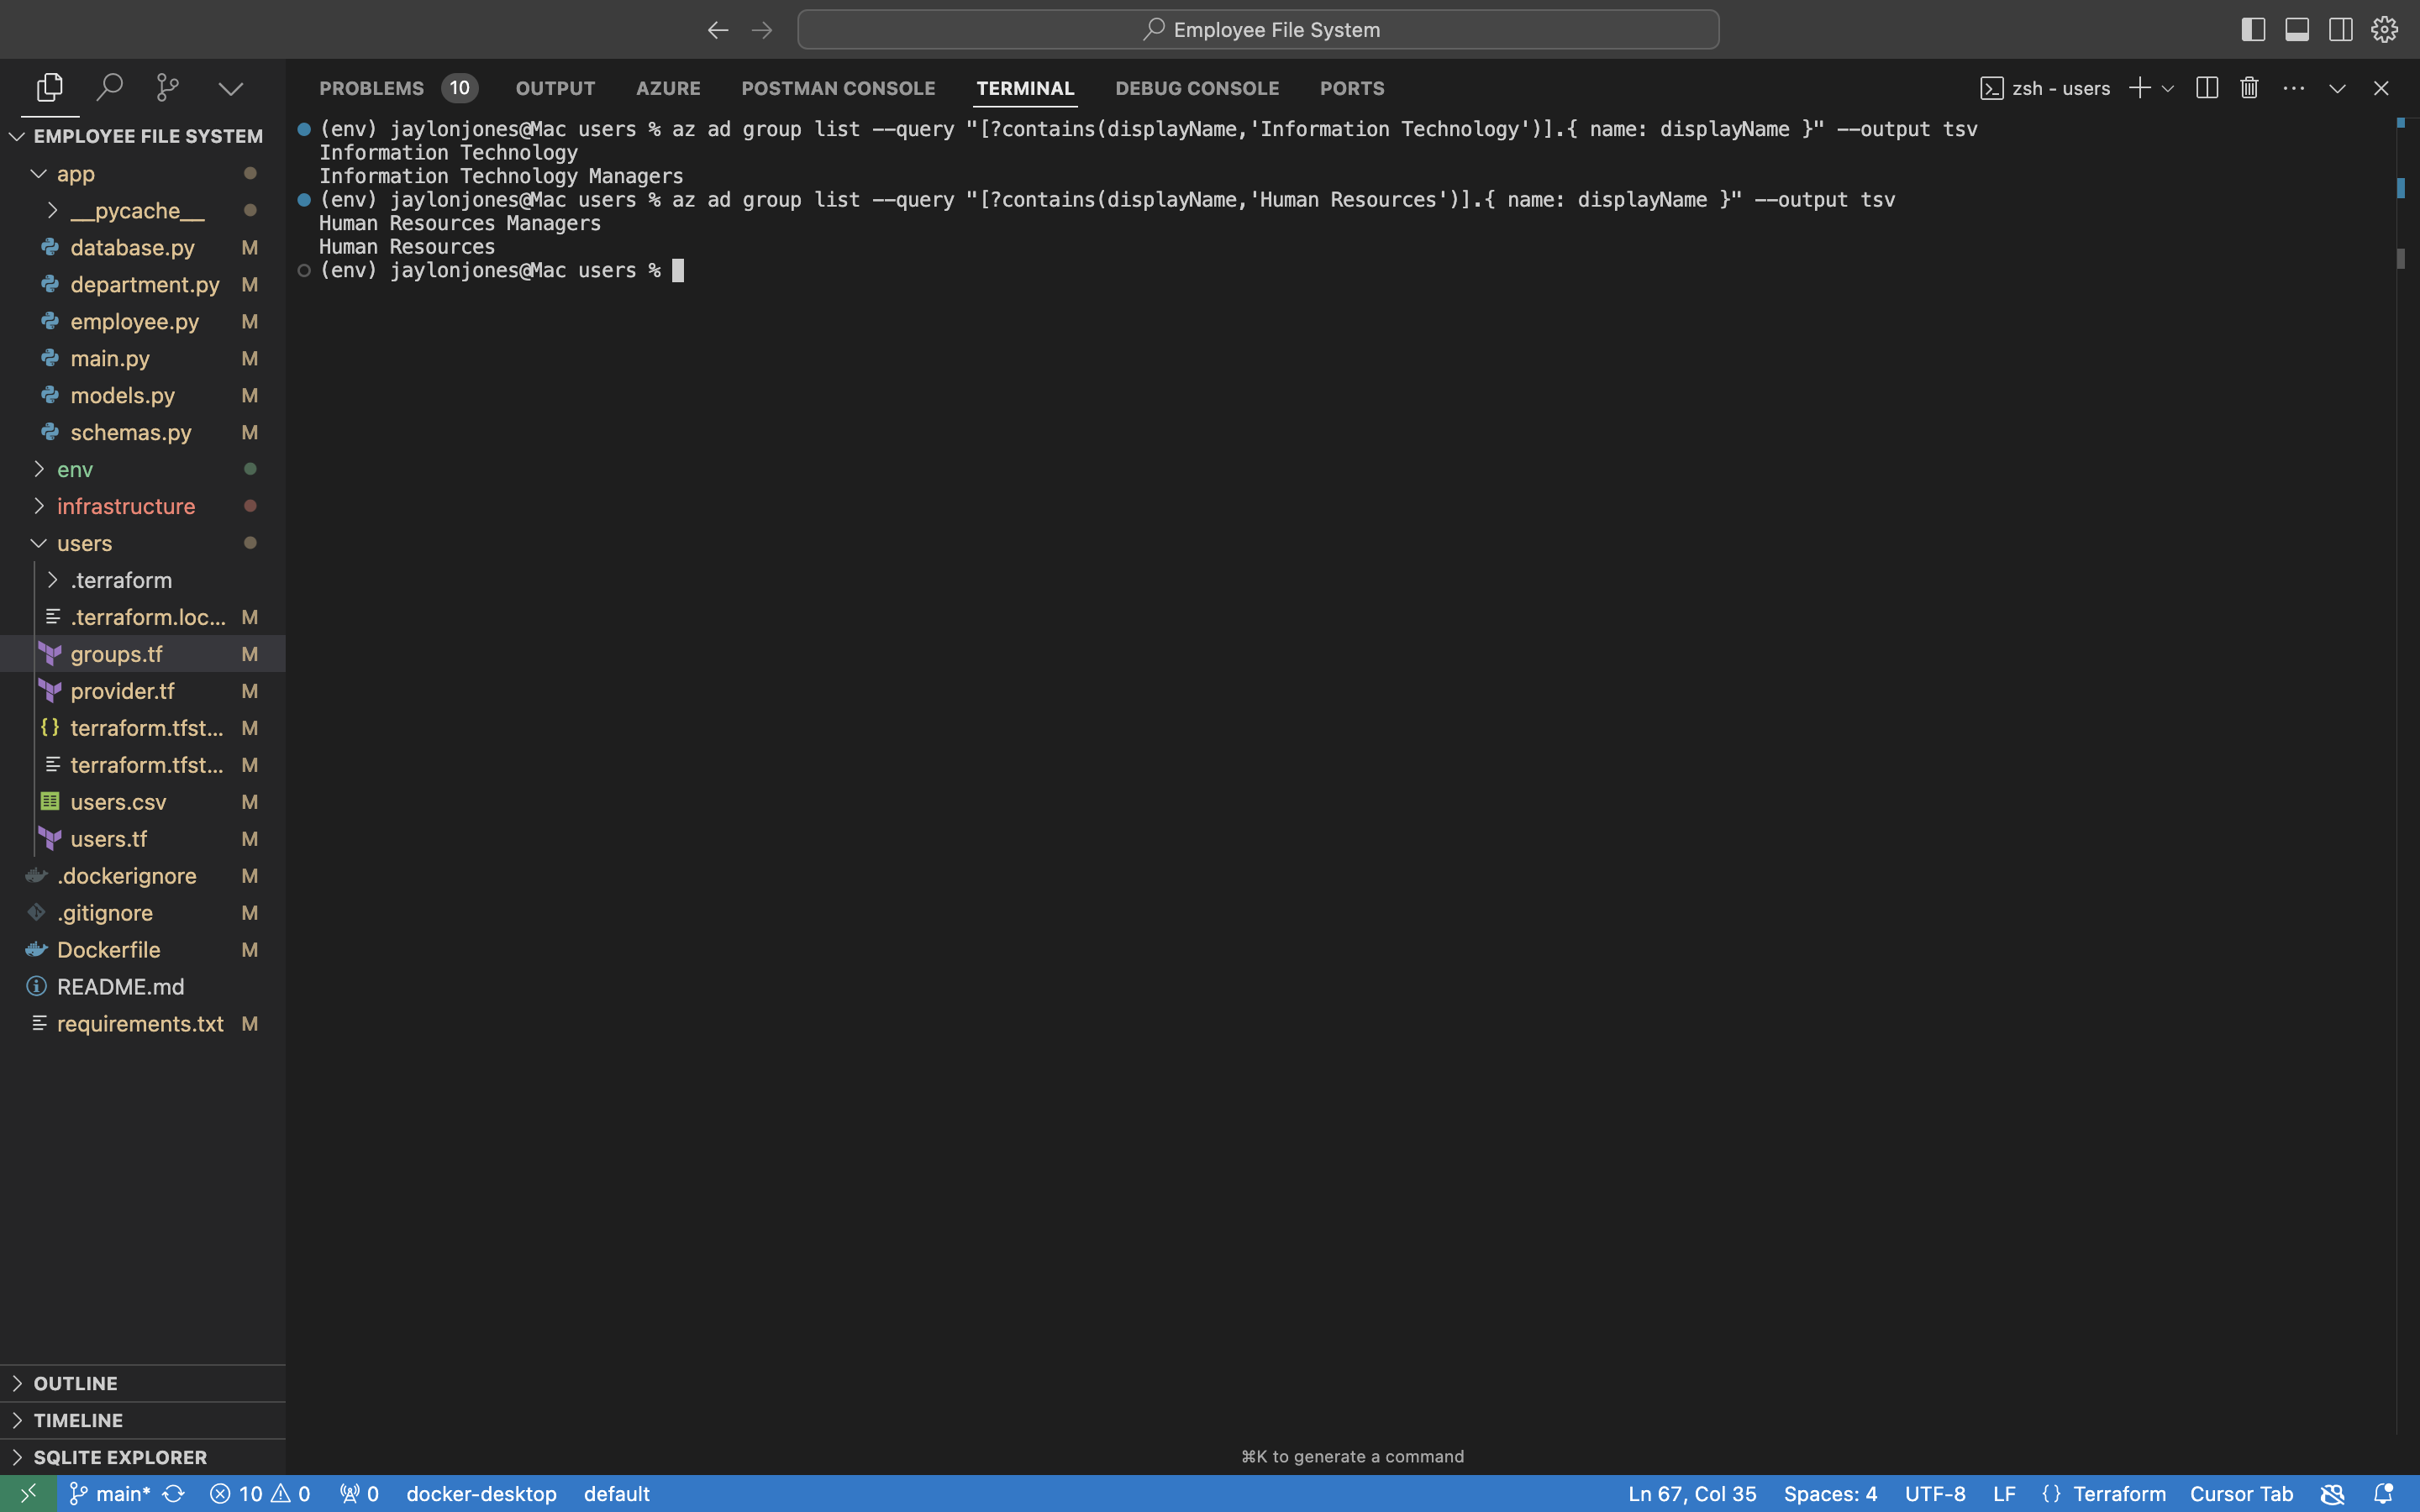 Employee File System
PROBLEMS 10 OUTPUT AZURE POSTMAN CONSOLE TERMINAL DEBUG CONSOLE PORTS
zsh - users
EMPLOYEE FILE SYSTEM
app
__pycache__
database.py M
department.py M
employee.py M
main.py M
models.py M
schemas.py M
env
infrastructure
users
.terraform
.terraform.loc... M
groups.tf M
provider.tf M
{} terraform.tfst... M
terraform.tfst... M
users.csv M
users.tf M
.dockerignore M
.gitignore M
Dockerfile M
README.md
requirements.txt M
OUTLINE
TIMELINE
SQLITE EXPLORER
(env) jaylonjones@Mac users % az ad group list --query "[?contains(displayName,'Information Technology')].{ name: displayName }" --output tsv
Information Technology
Information Technology Managers
(env) jaylonjones@Mac users % az ad group list --query "[?contains(displayName,'Human Resources')].{ name: displayName }" --output tsv
Human Resources Managers
Human Resources
(env) jaylonjones@Mac users %
⌘K to generate a command
main* 10 0 0 docker-desktop default
Ln 67, Col 35 Spaces: 4 UTF-8 LF {} Terraform Cursor Tab